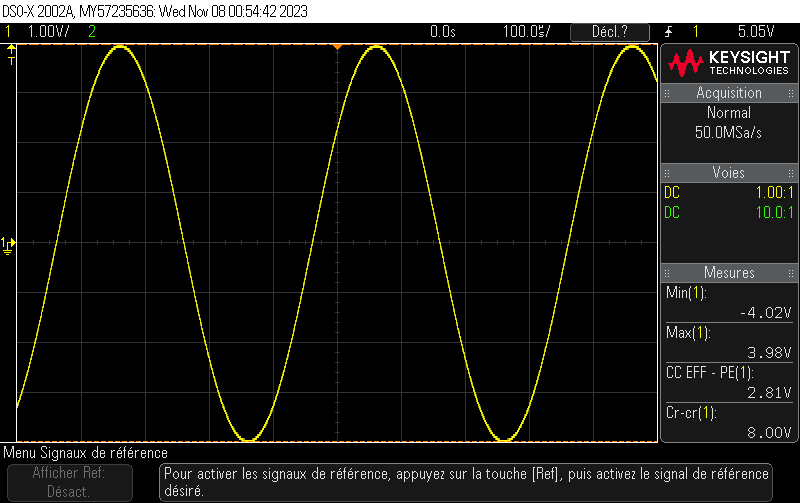 DSO-X 2002A, MY57235636: Wed Nov 08 00:54:42 2023
1 1.00V/ 2 0.0s 100.0us/ Décl.? 1 5.05V
T
KEYSIGHT
TECHNOLOGIES
Acquisition
Normal
50.0MSa/s
Voies
DC 1.00:1
DC 10.0:1
1
Mesures
Min(1):
-4.02V
Max(1):
3.98V
CC EFF - PE(1):
2.81V
Cr-cr(1):
8.00V
Menu Signaux de référence
Afficher Ref:
Désact.
Pour activer les signaux de référence, appuyez sur la touche [Ref], puis activez le signal de référence
désiré.